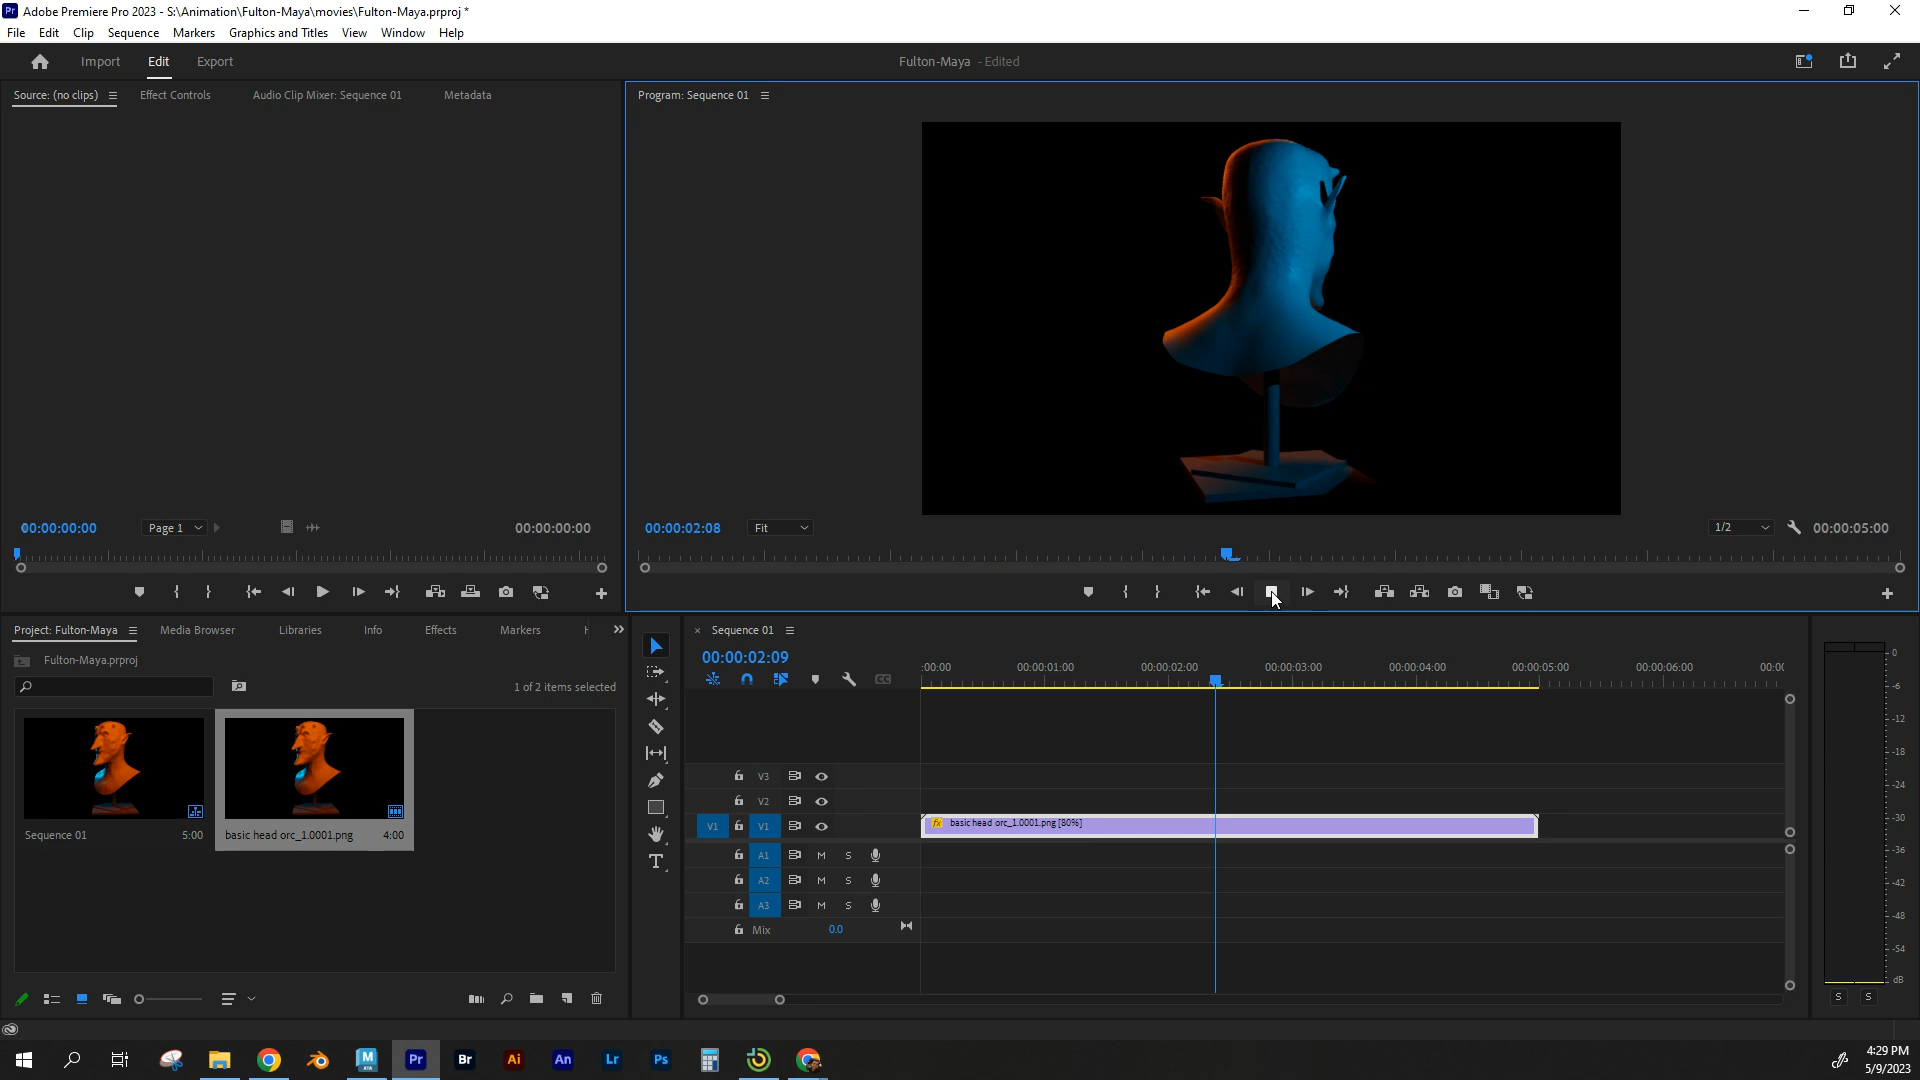 Pr Adobe Premiere Pro 2023 - S:\Animation\Fulton-Maya\movies\Fulton-Maya.prproj *
File Edit Clip Sequence Markers Graphics and Titles View Window Help
Import Edit Export Fulton-Maya - Edited
Source: (no clips) Effect Controls Audio Clip Mixer: Sequence 01 Metadata
Program: Sequence 01
00:00:00:00 Page 1 00:00:00:00
00:00:02:08 Fit 1/2 00:00:05:00
Project: Fulton-Maya Media Browser Libraries Info Effects Markers
Fulton-Maya.prproj
1 of 2 items selected
Sequence 01 5:00
basic head orc_1.0001.png 4:00
× Sequence 01
00:00:02:09
:00:00 00:00:01:00 00:00:02:00 00:00:03:00 00:00:04:00 00:00:05:00 00:00:06:00 00:00
V3
V2
V1 V1 fx basic head orc_1.0001.png [80%]
A1 M S
A2 M S
A3 M S
Mix 0.0
0
-6
-12
-18
-24
-30
-36
-42
-48
-54
dB
S S
M Pr Br Ai An Lr Ps
4:29 PM
5/9/2023